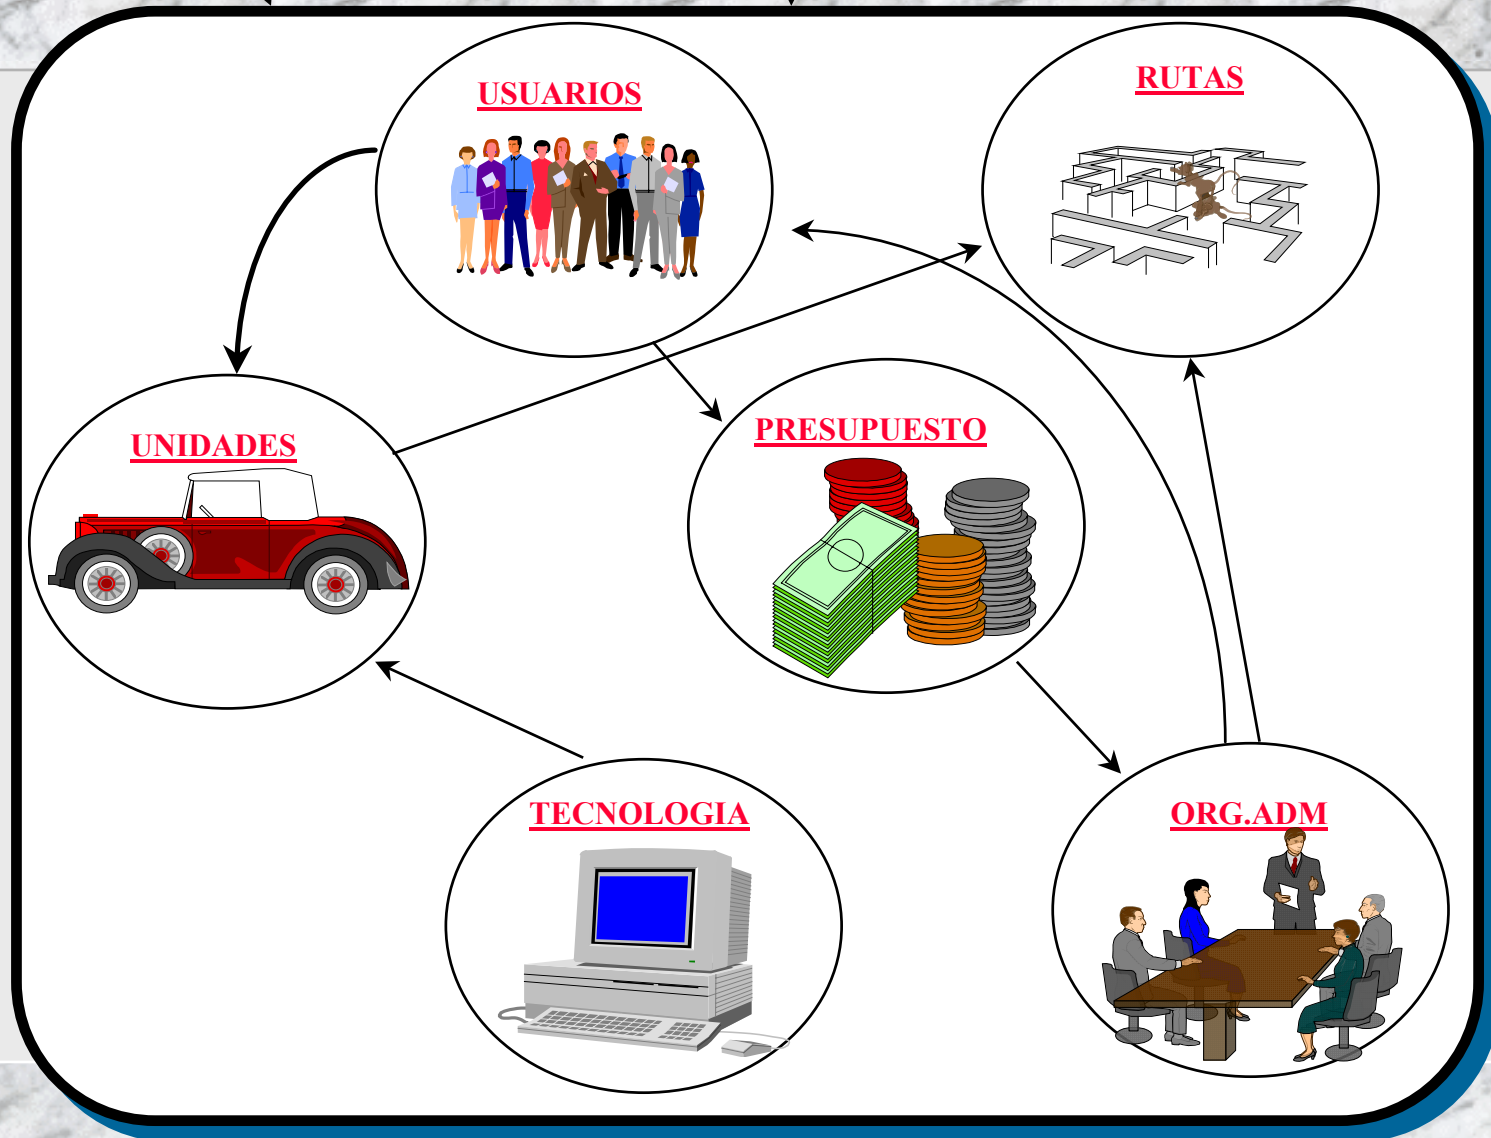 USUARIOS
RUTAS
UNIDADES
PRESUPUESTO
TECNOLOGIA
ORG.ADM